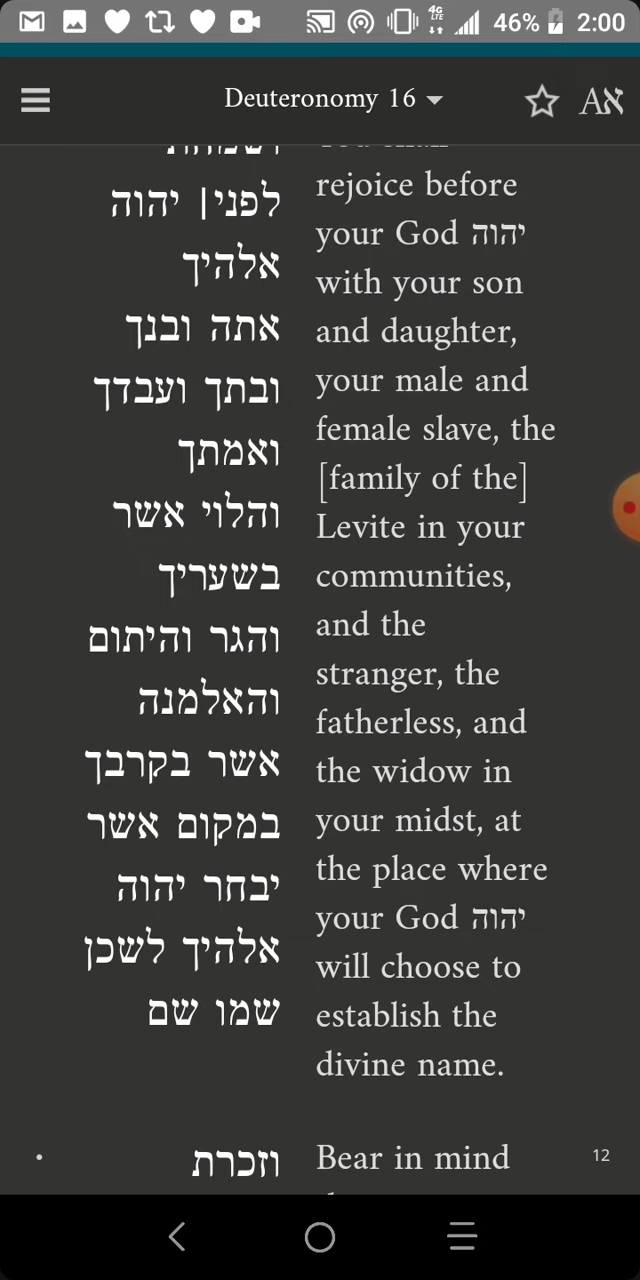 46% 2:00
Deuteronomy 16
לפני׀ יהוה
אלהיך
אתה ובנך
ובתך ועבדך
ואמתך
והלוי אשר
בשעריך
והגר והיתום
והאלמנה
אשר בקרבך
במקום אשר
יבחר יהוה
אלהיך לשכן
שמו שם
You shall
rejoice before
your God יהוה
with your son
and daughter,
your male and
female slave, the
[family of the]
Levite in your
communities,
and the
stranger, the
fatherless, and
the widow in
your midst, at
the place where
your God יהוה
will choose to
establish the
divine name.
וזכרת
Bear in mind
12